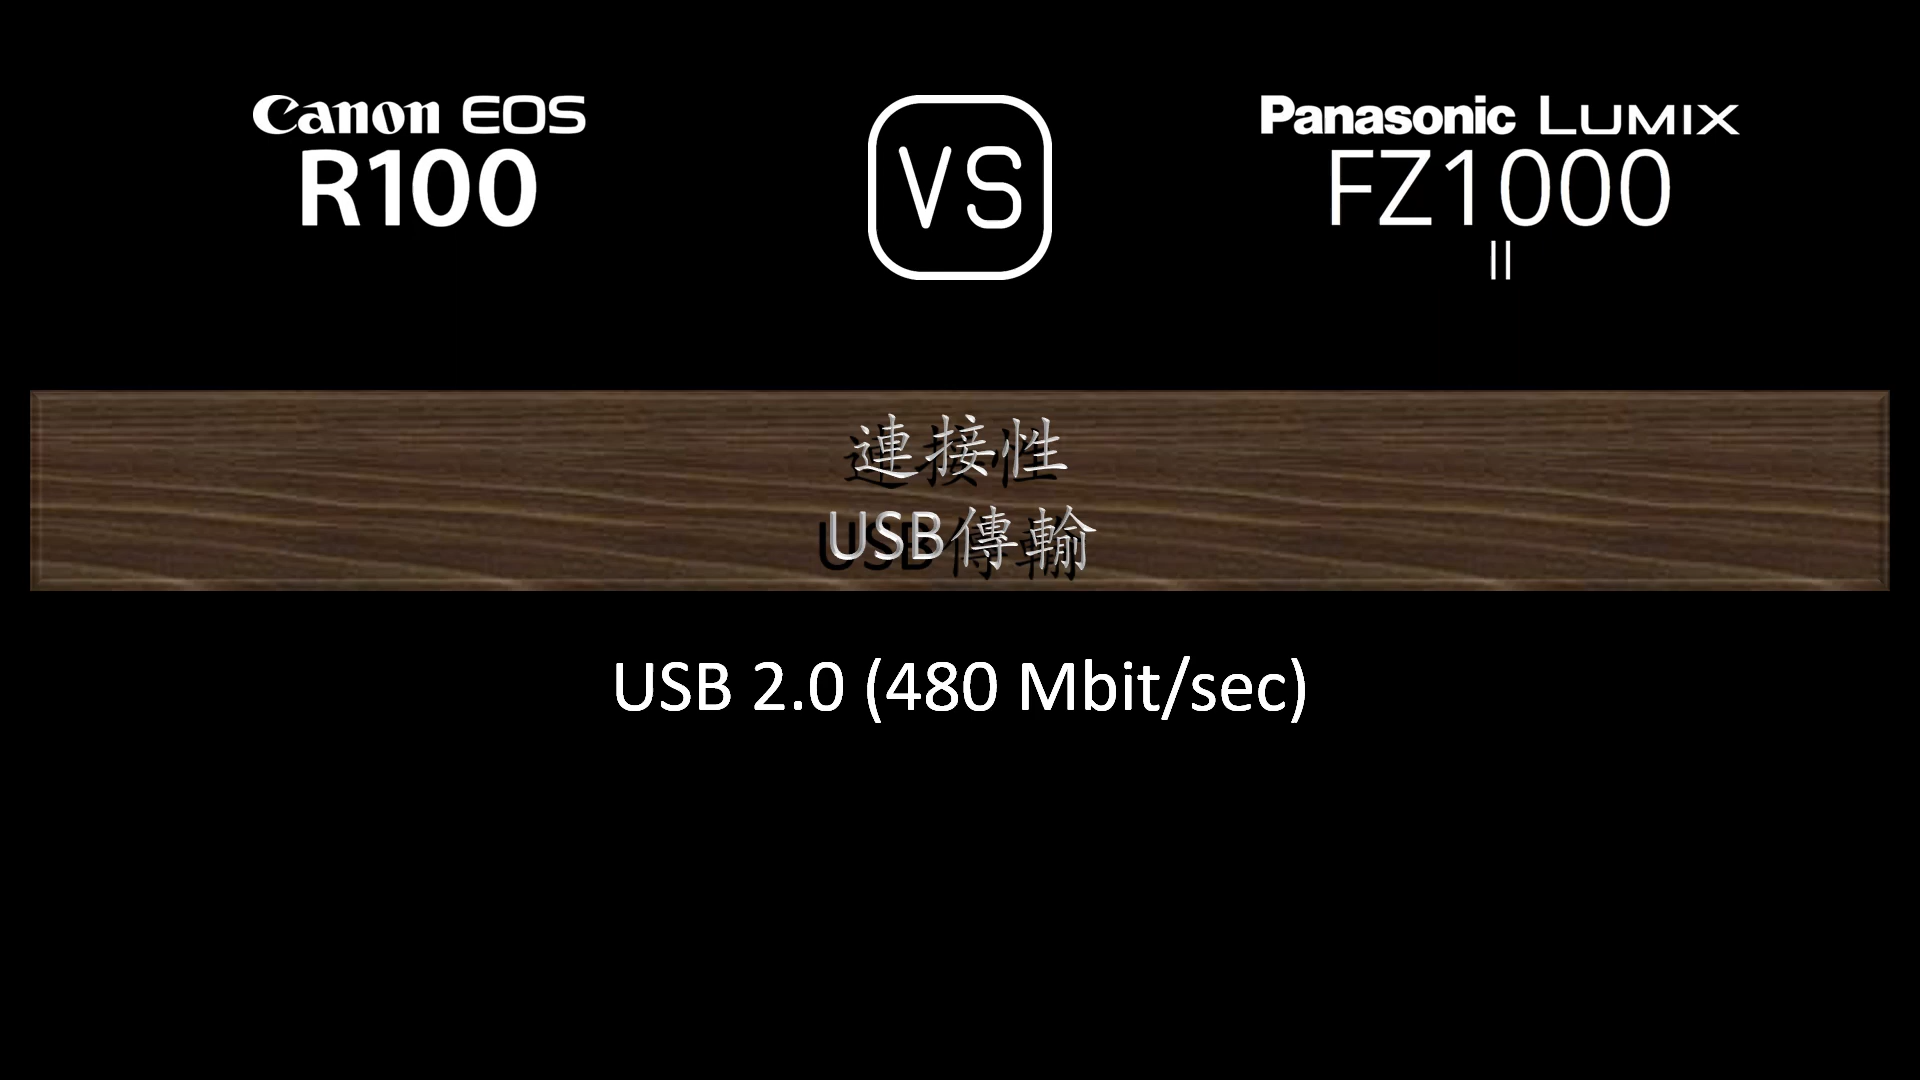 Canon EOS
R100
VS
Panasonic LUMIX
FZ1000
II
連接性
USB傳輸
USB 2.0 (480 Mbit/sec)